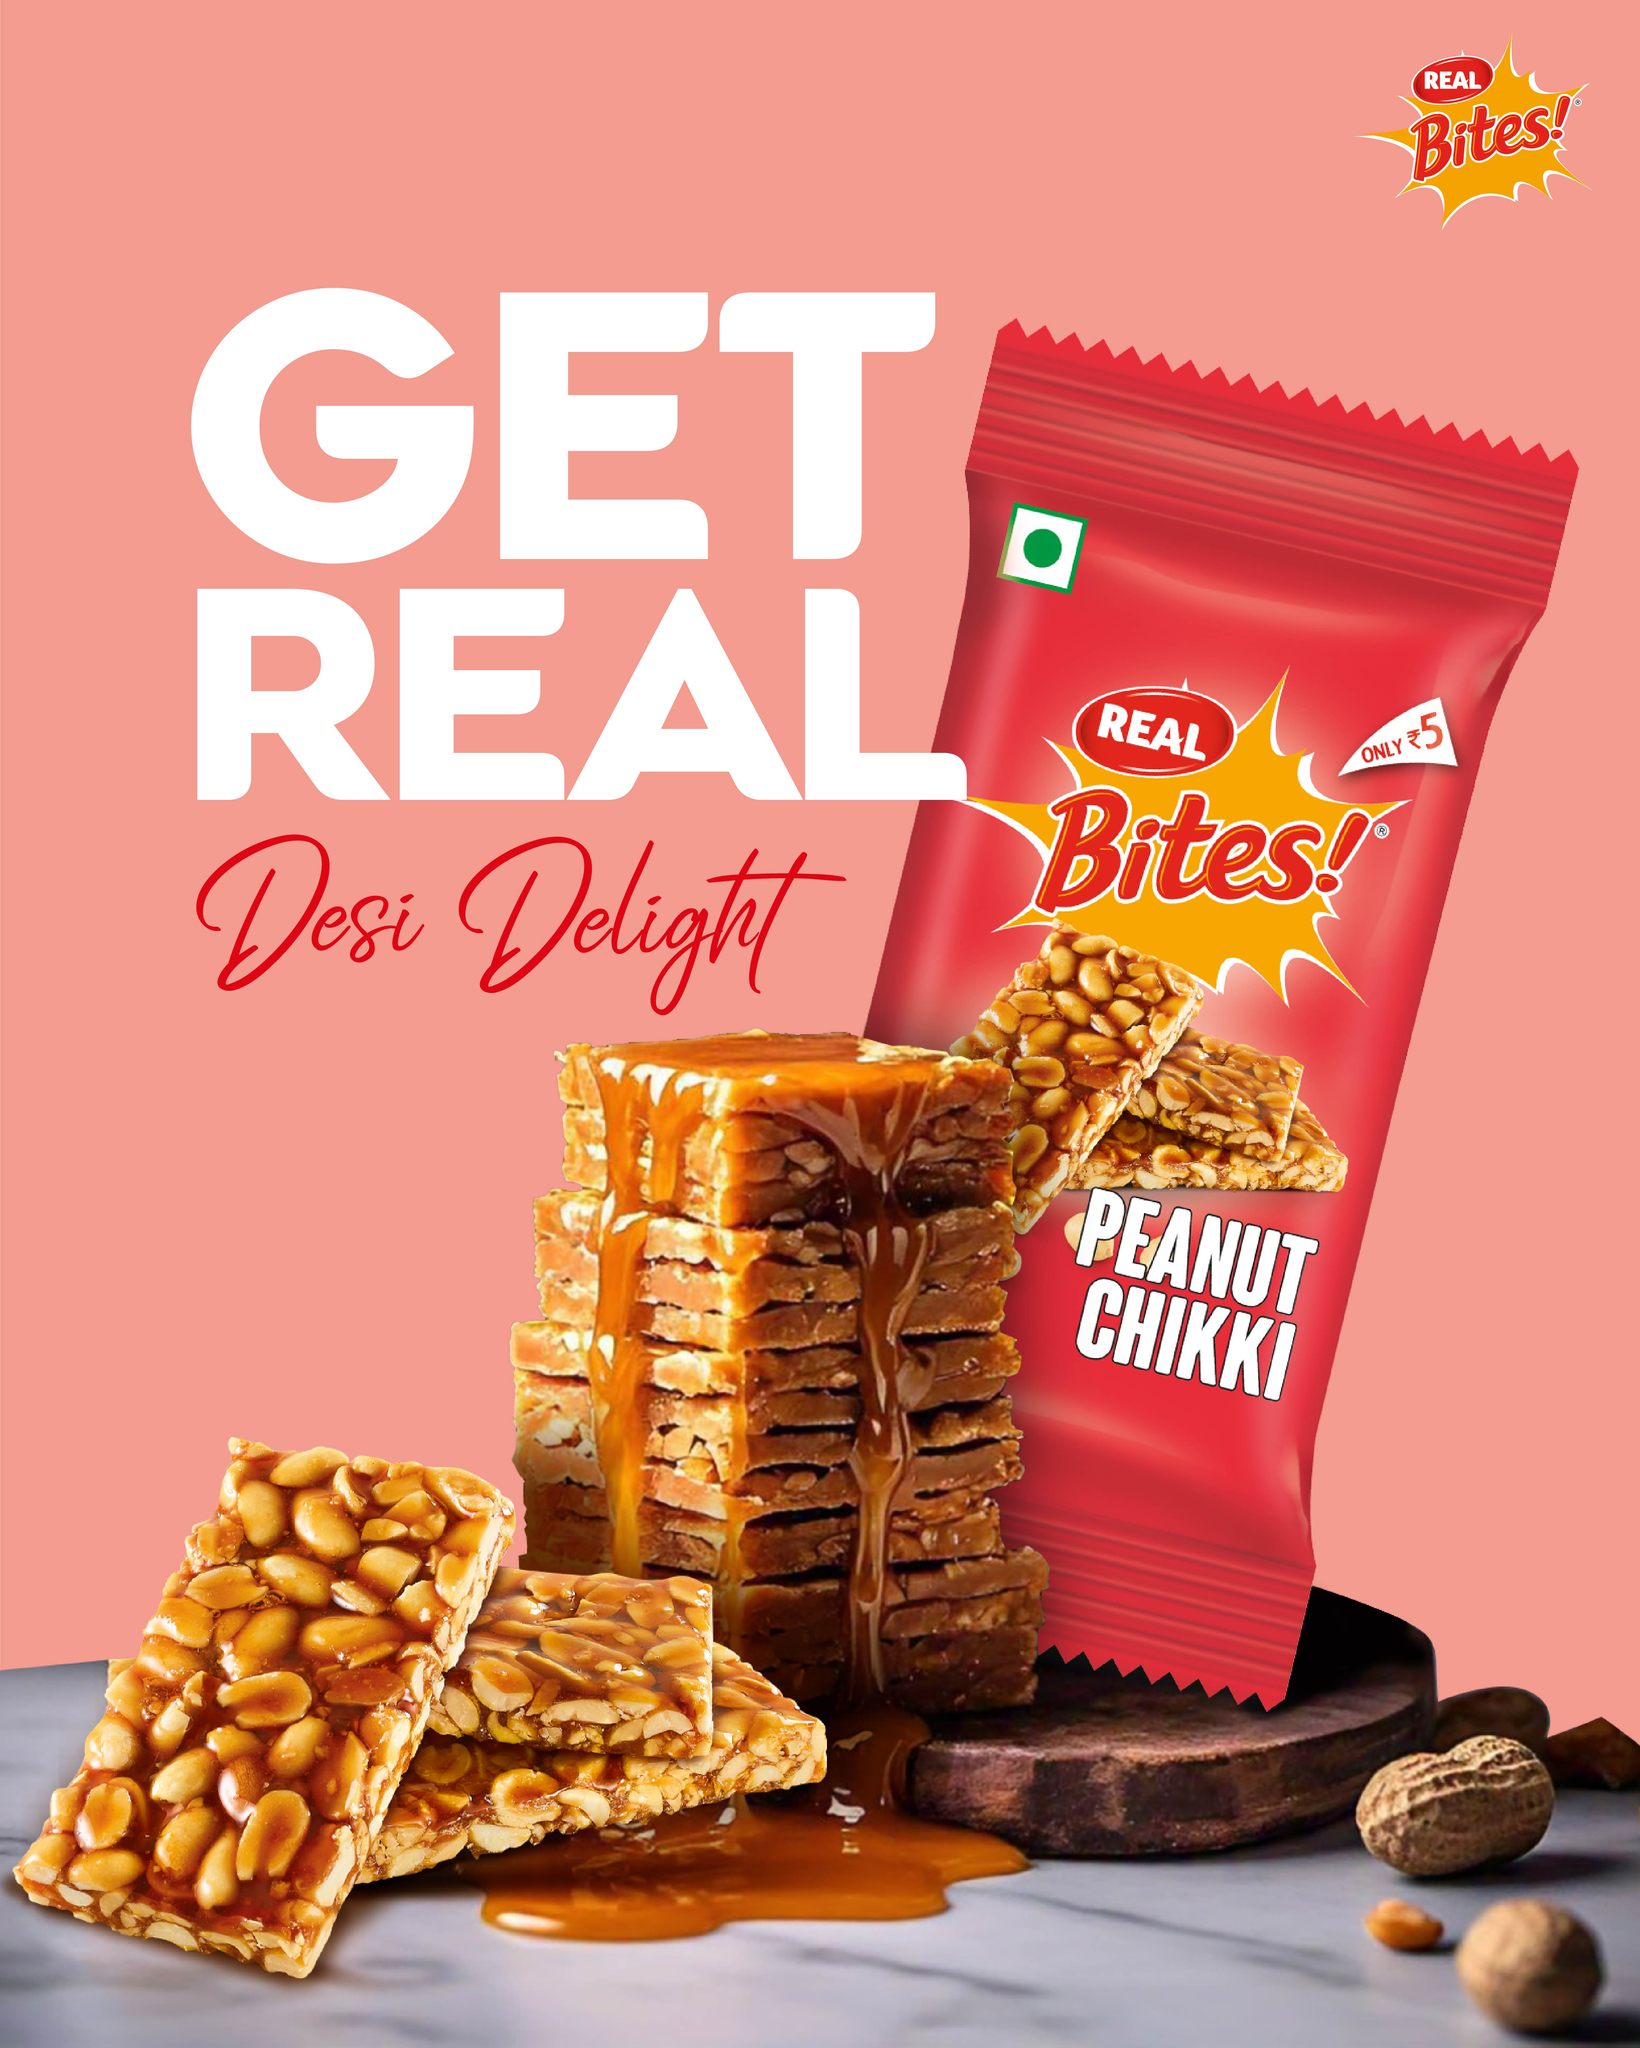 REAL
Bites!®
GET
REAL
Desi Delight
REAL
Bites!®
ONLY ₹5
PEANUT
CHIKKI